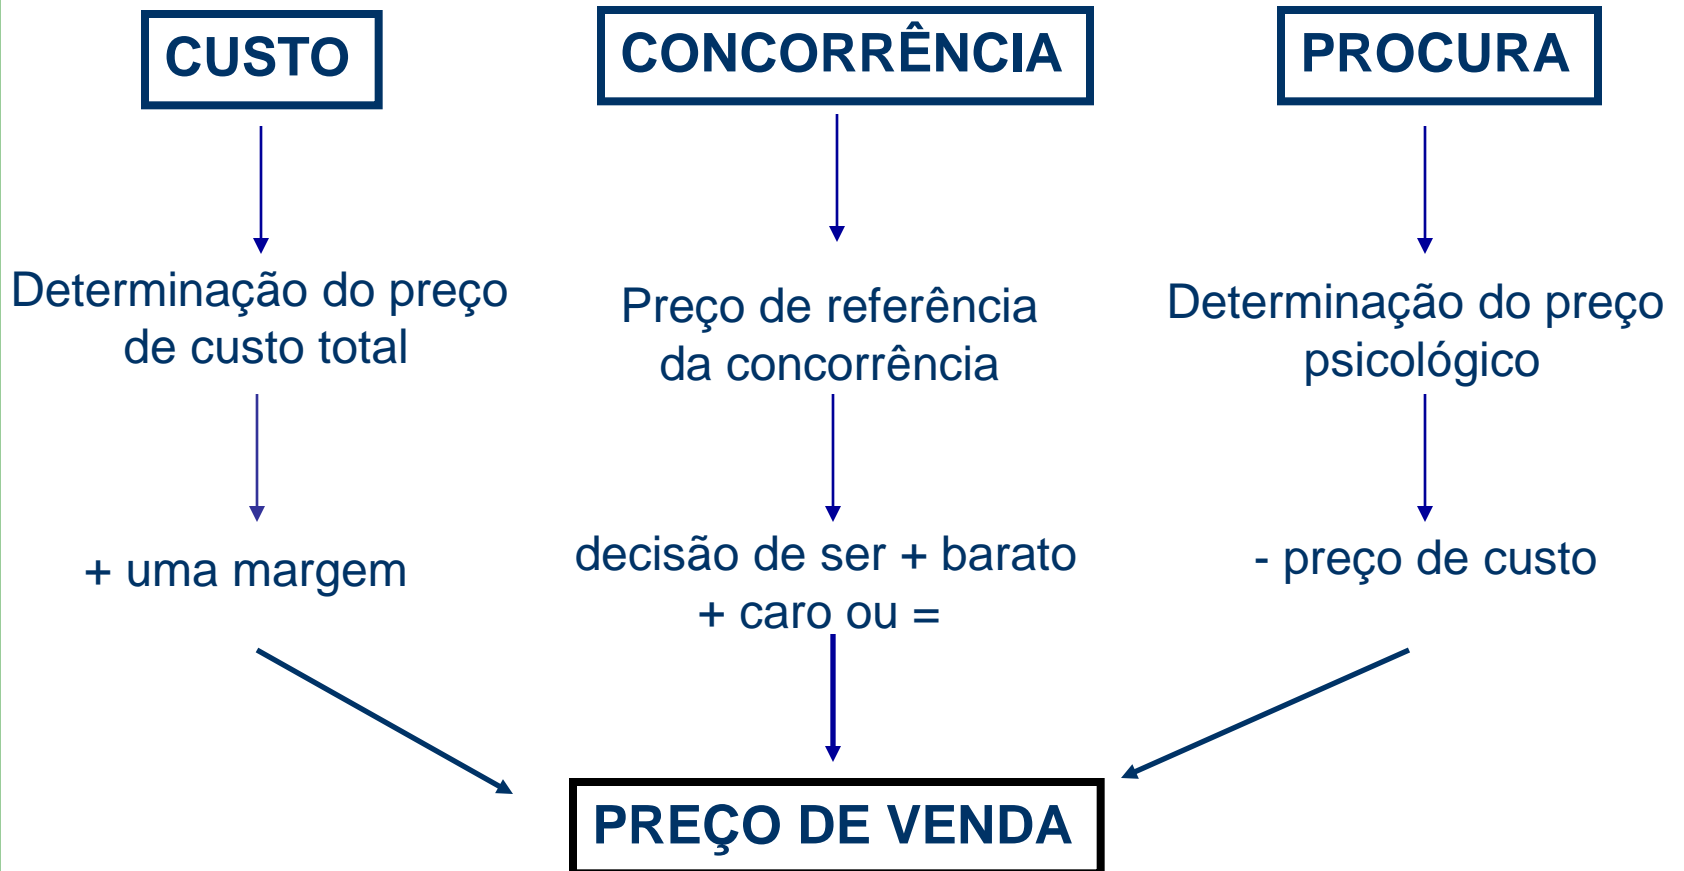 CUSTO
CONCORRÊNCIA
PROCURA
Determinação do preço
de custo total
Preço de referência
da concorrência
Determinação do preço
psicológico
+ uma margem
decisão de ser + barato
+ caro ou =
- preço de custo
PREÇO DE VENDA